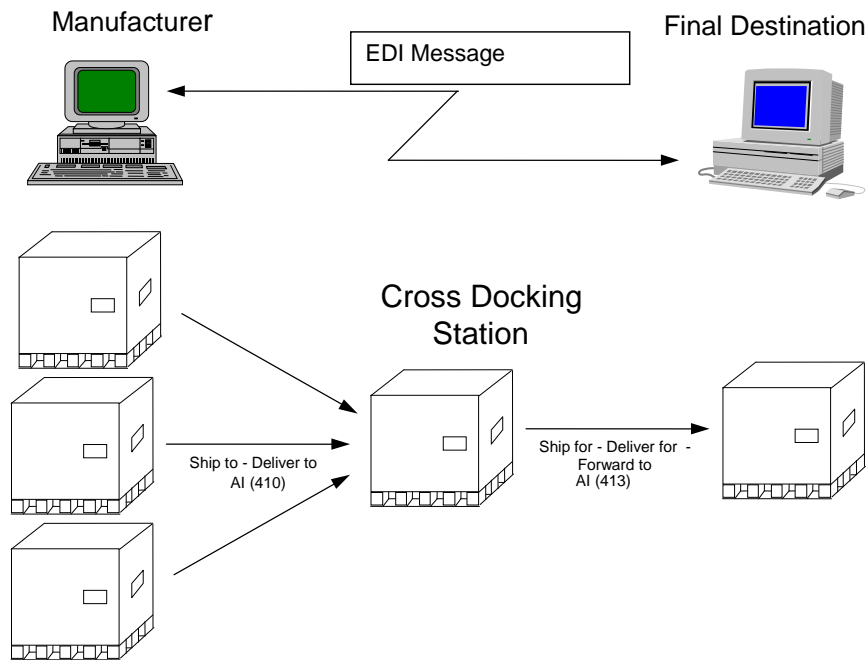 Manufacturer
Final Destination
EDI Message
Cross Docking
Station
Ship to - Deliver to
AI (410)
Ship for - Deliver for -
Forward to
AI (413)